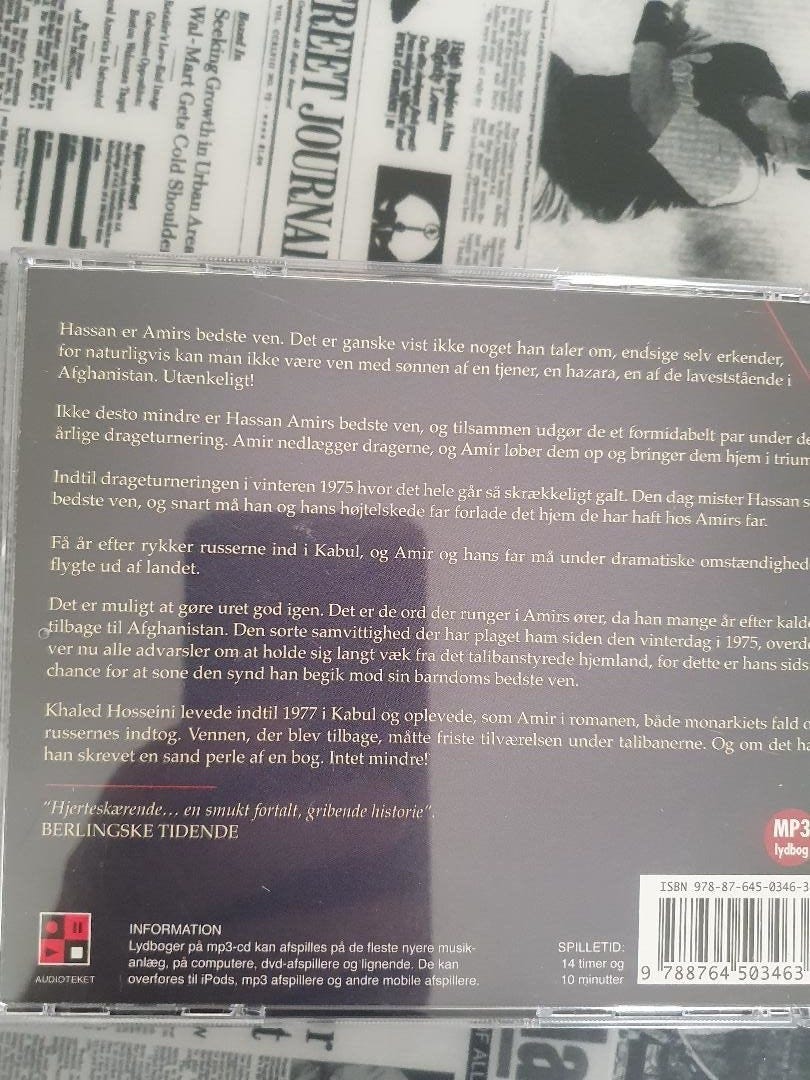 REET JOURNAL
Seeking Growth in Urban Area
Wal-Mart Gets Cold Shoulde
Hassan er Amirs bedste ven. Det er ganske vist ikke noget han taler om, endsige selv erkender,
for naturligvis kan man ikke være ven med sønnen af en tjener, en hazara, en af de laveststående i
Afghanistan. Utænkeligt!
Ikke desto mindre er Hassan Amirs bedste ven, og tilsammen udgør de et formidabelt par under de
årlige drageturnering. Amir nedlægger dragerne, og Amir løber dem op og bringer dem hjem i trium
Indtil drageturneringen i vinteren 1975 hvor det hele går så skrækkeligt galt. Den dag mister Hassan s
bedste ven, og snart må han og hans højtelskede far forlade det hjem de har haft hos Amirs far.
Få år efter rykker russerne ind i Kabul, og Amir og hans far må under dramatiske omstændighed
flygte ud af landet.
Det er muligt at gøre uret god igen. Det er de ord der runger i Amirs ører, da han mange år efter kalde
tilbage til Afghanistan. Den sorte samvittighed der har plaget ham siden den vinterdag i 1975, overdø
ver nu alle advarsler om at holde sig langt væk fra det talibanstyrede hjemland, for dette er hans sids
chance for at sone den synd han begik mod sin barndoms bedste ven.
Khaled Hosseini levede indtil 1977 i Kabul og oplevede, som Amir i romanen, både monarkiets fald o
russernes indtog. Vennen, der blev tilbage, måtte friste tilværelsen under talibanerne. Og om det ha
han skrevet en sand perle af en bog. Intet mindre!
"Hjerteskærende... en smukt fortalt, gribende historie".
BERLINGSKE TIDENDE
MP3
lydbog
ISBN 978-87-645-0346-3
INFORMATION
Lydbøger på mp3-cd kan afspilles på de fleste nyere musik-
anlæg, på computere, dvd-afspillere og lignende. De kan
overføres til iPods, mp3 afspillere og andre mobile afspillere.
AUDIOTEKET
SPILLETID:
14 timer og
10 minutter
9 788764 503463